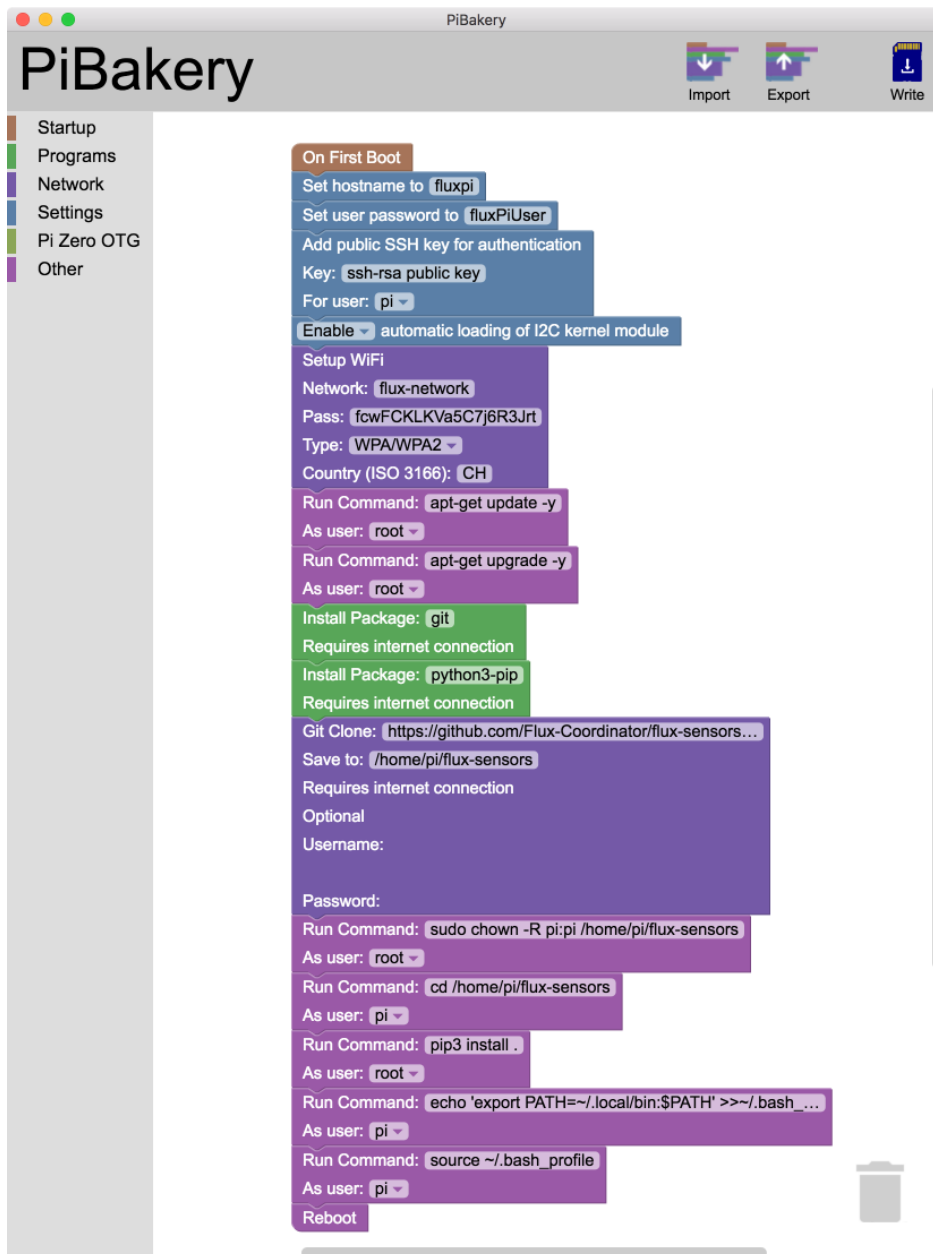 PiBakery
PiBakery
Import
Export
Write
Startup
Programs
Network
Settings
Pi Zero OTG
Other
On First Boot
Set hostname to fluxpi
Set user password to fluxPiUser
Add public SSH key for authentication
Key: ssh-rsa public key
For user: pi
Enable automatic loading of I2C kernel module
Setup WiFi
Network: flux-network
Pass: fcwFCKLKVa5C7j6R3Jrt
Type: WPA/WPA2
Country (ISO 3166): CH
Run Command: apt-get update -y
As user: root
Run Command: apt-get upgrade -y
As user: root
Install Package: git
Requires internet connection
Install Package: python3-pip
Requires internet connection
Git Clone: https://github.com/Flux-Coordinator/flux-sensors...
Save to: /home/pi/flux-sensors
Requires internet connection
Optional
Username:
Password:
Run Command: sudo chown -R pi:pi /home/pi/flux-sensors
As user: root
Run Command: cd /home/pi/flux-sensors
As user: pi
Run Command: pip3 install .
As user: root
Run Command: echo 'export PATH=~/.local/bin:$PATH' >>~/.bash_...
As user: pi
Run Command: source ~/.bash_profile
As user: pi
Reboot